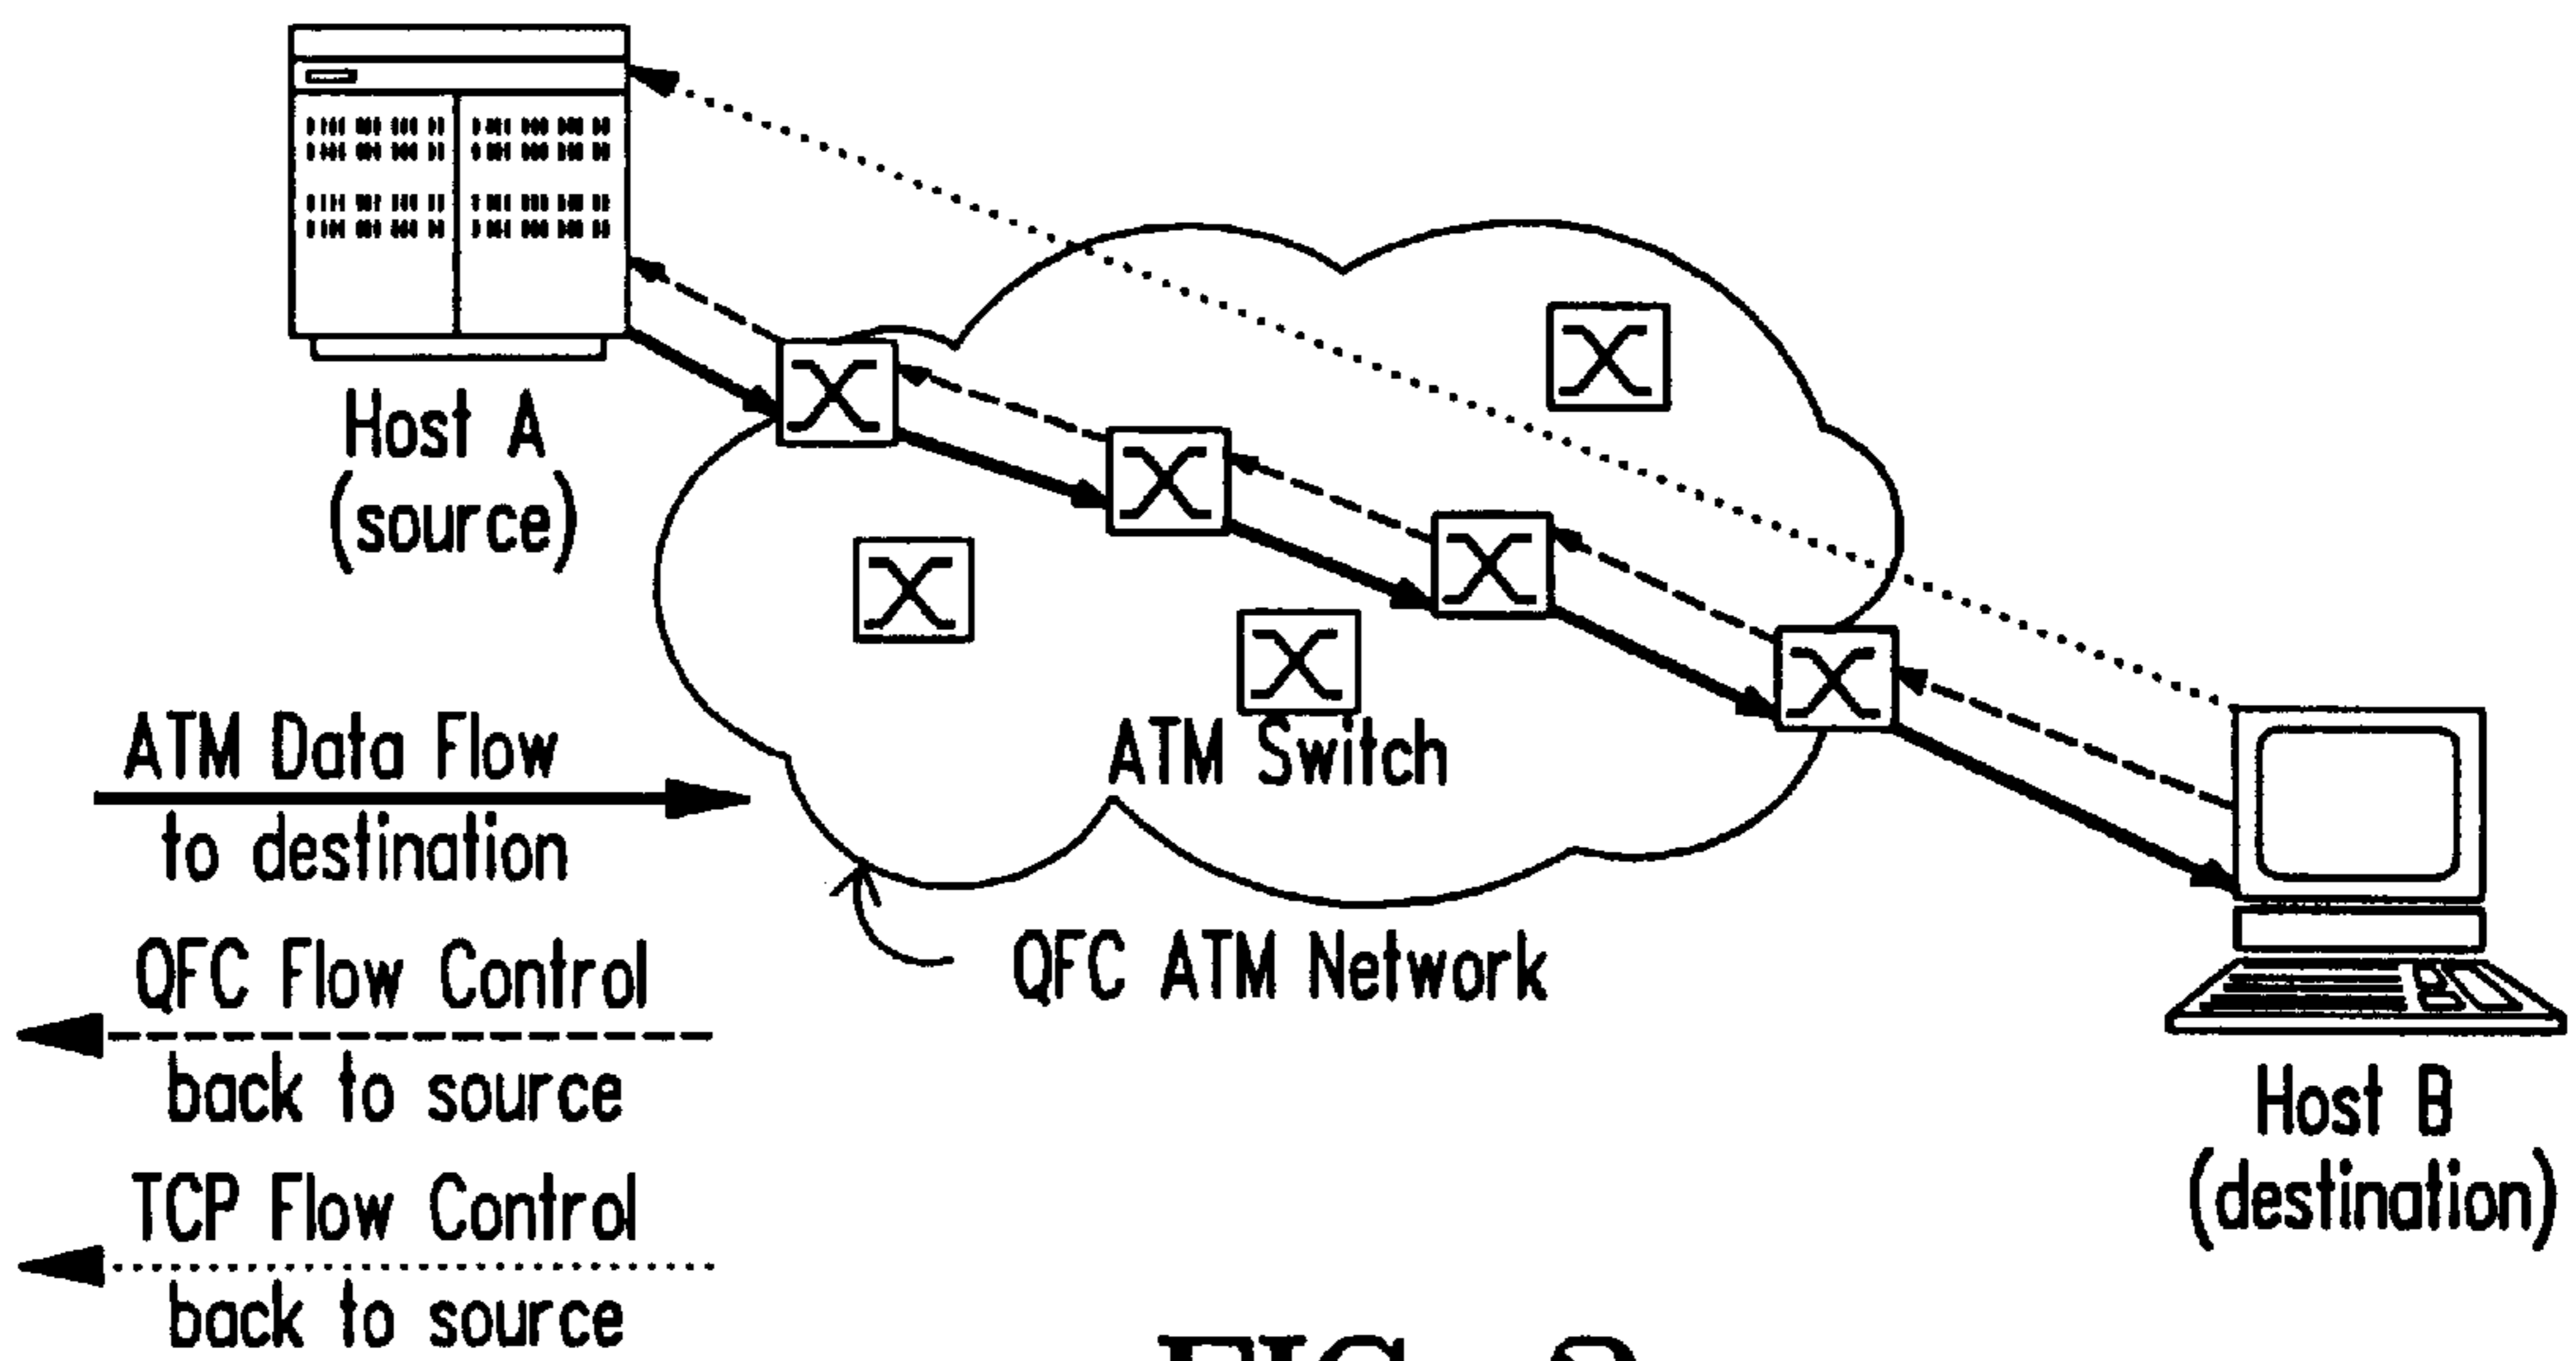 Host A
(source)
ATM Switch
ATM Data Flow
to destination
QFC ATM Network
QFC Flow Control
back to source
TCP Flow Control
back to source
Host B
(destination)